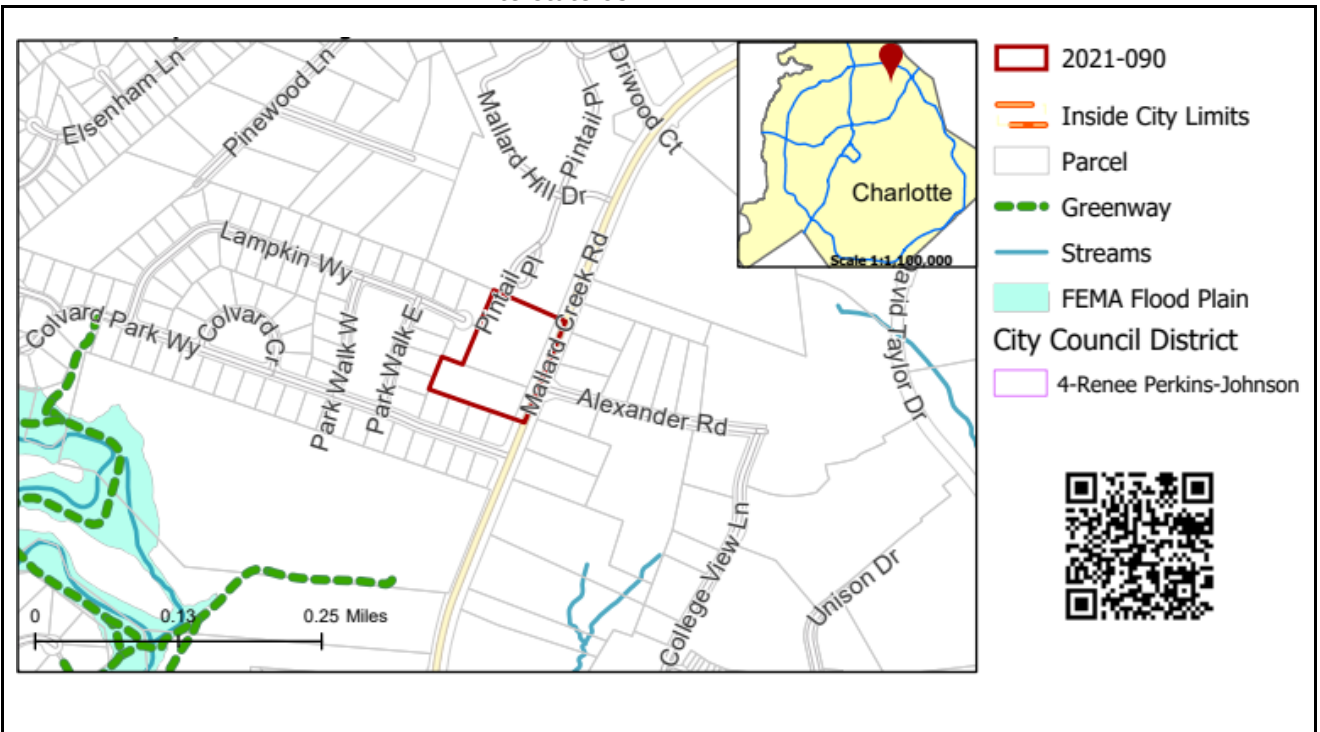 Elsenham Ln
Pinewood Ln
Mallard Hill Dr
Pintail Pl
Driwood Ct
Charlotte
Scale 1:1,100,000
Lampkin Wy
Pintail Pl
Mallard Creek Rd
David Taylor Dr
Colvard Park Wy
Colvard Cr
Park Walk W
Park Walk E
Alexander Rd
College View Ln
Unison Dr
0 0.13 0.25 Miles
2021-090
Inside City Limits
Parcel
Greenway
Streams
FEMA Flood Plain
City Council District
4-Renee Perkins-Johnson